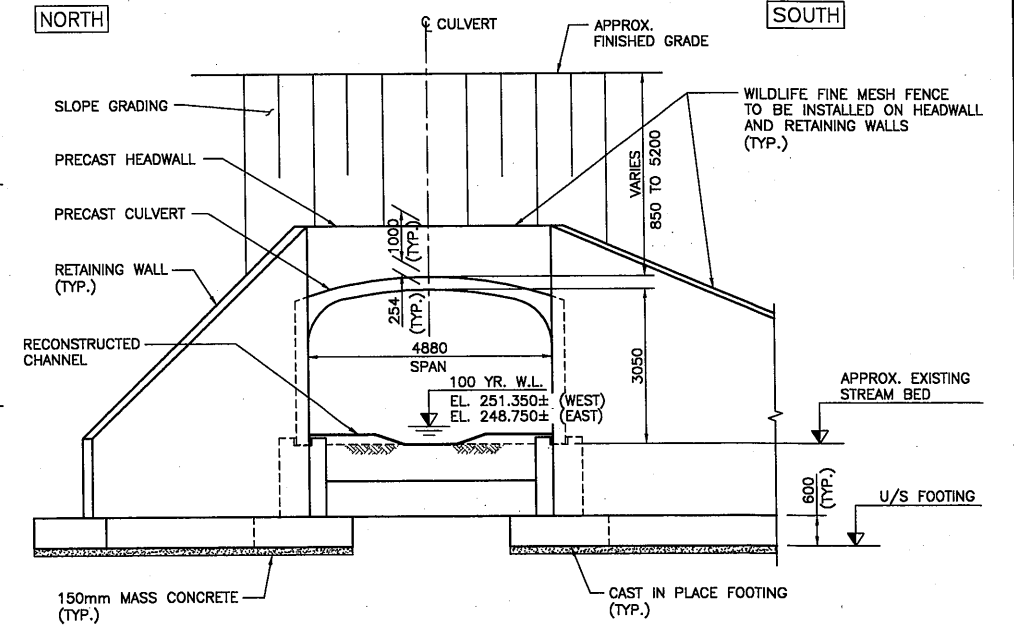 NORTH
℄ CULVERT
SOUTH
APPROX.
FINISHED GRADE
SLOPE GRADING
WILDLIFE FINE MESH FENCE
TO BE INSTALLED ON HEADWALL
AND RETAINING WALLS
(TYP.)
PRECAST HEADWALL
VARIES
850 TO 5200
PRECAST CULVERT
1000
(TYP.)
RETAINING WALL
(TYP.)
254
(TYP.)
RECONSTRUCTED
CHANNEL
4880
SPAN
3050
100 YR. W.L.
EL. 251.350± (WEST)
EL. 248.750± (EAST)
APPROX. EXISTING
STREAM BED
600
(TYP.)
U/S FOOTING
150mm MASS CONCRETE
(TYP.)
CAST IN PLACE FOOTING
(TYP.)